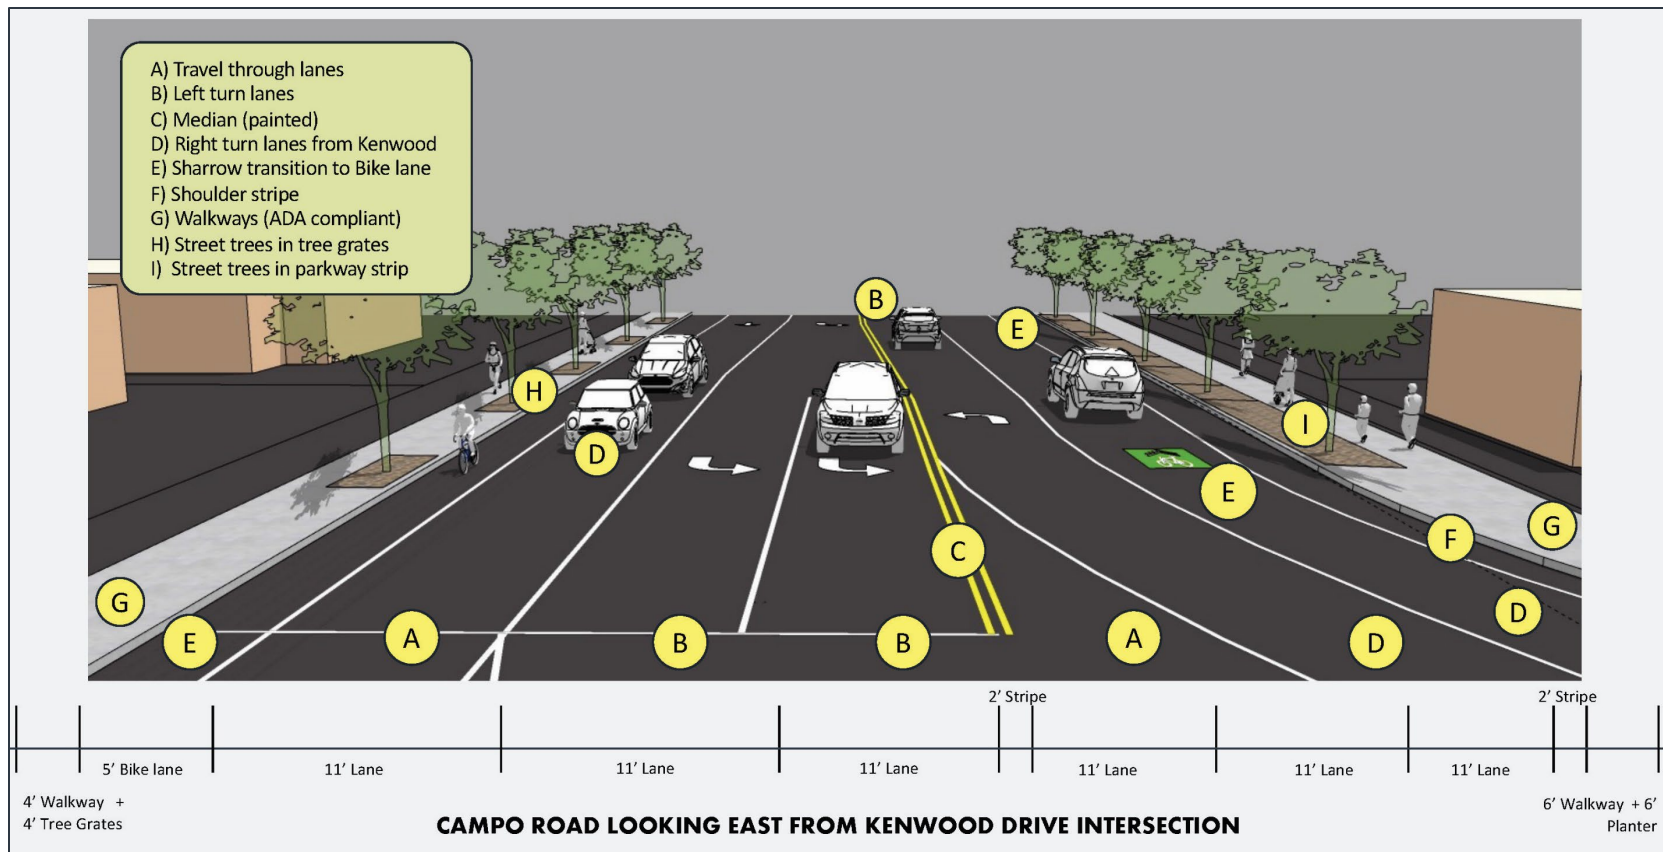 A) Travel through lanes
B) Left turn lanes
C) Median (painted)
D) Right turn lanes from Kenwood
E) Sharrow transition to Bike lane
F) Shoulder stripe
G) Walkways (ADA compliant)
H) Street trees in tree grates
I) Street trees in parkway strip
B
E
H
I
D
E
G
F
C
G
D
E
A
B
B
A
D
2’ Stripe
2’ Stripe
5’ Bike lane
11’ Lane
11’ Lane
11’ Lane
11’ Lane
11’ Lane
11’ Lane
4’ Walkway +
4’ Tree Grates
6’ Walkway + 6’
Planter
CAMPO ROAD LOOKING EAST FROM KENWOOD DRIVE INTERSECTION